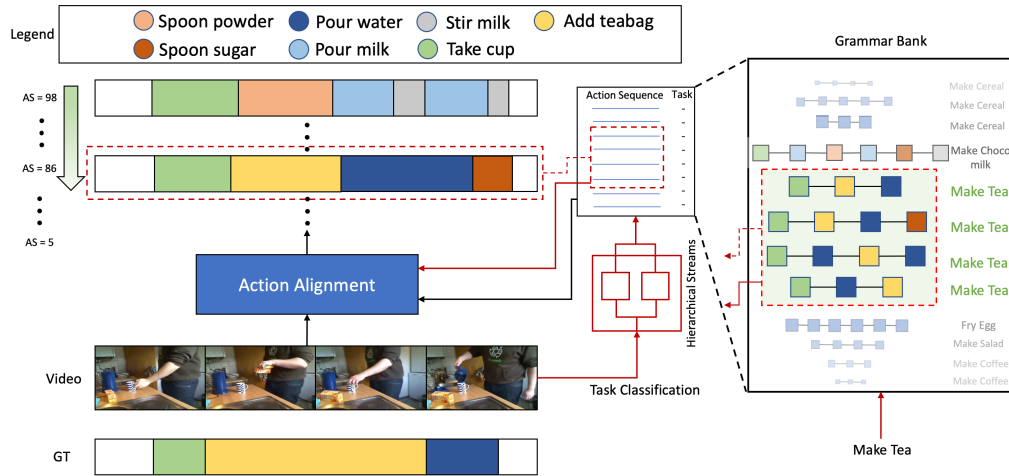 Legend
Spoon powder Pour water Stir milk Add teabag
Spoon sugar Pour milk Take cup
AS = 98
AS = 86
AS = 5
Action Alignment
Video
GT
Action Sequence Task
Hierarchical Streams
Task Classification
Grammar Bank
Make Cereal
Make Cereal
Make Cereal
Make Choco
milk
Make Tea
Make Tea
Make Tea
Make Tea
Fry Egg
Make Salad
Make Coffee
Make Coffee
Make Tea